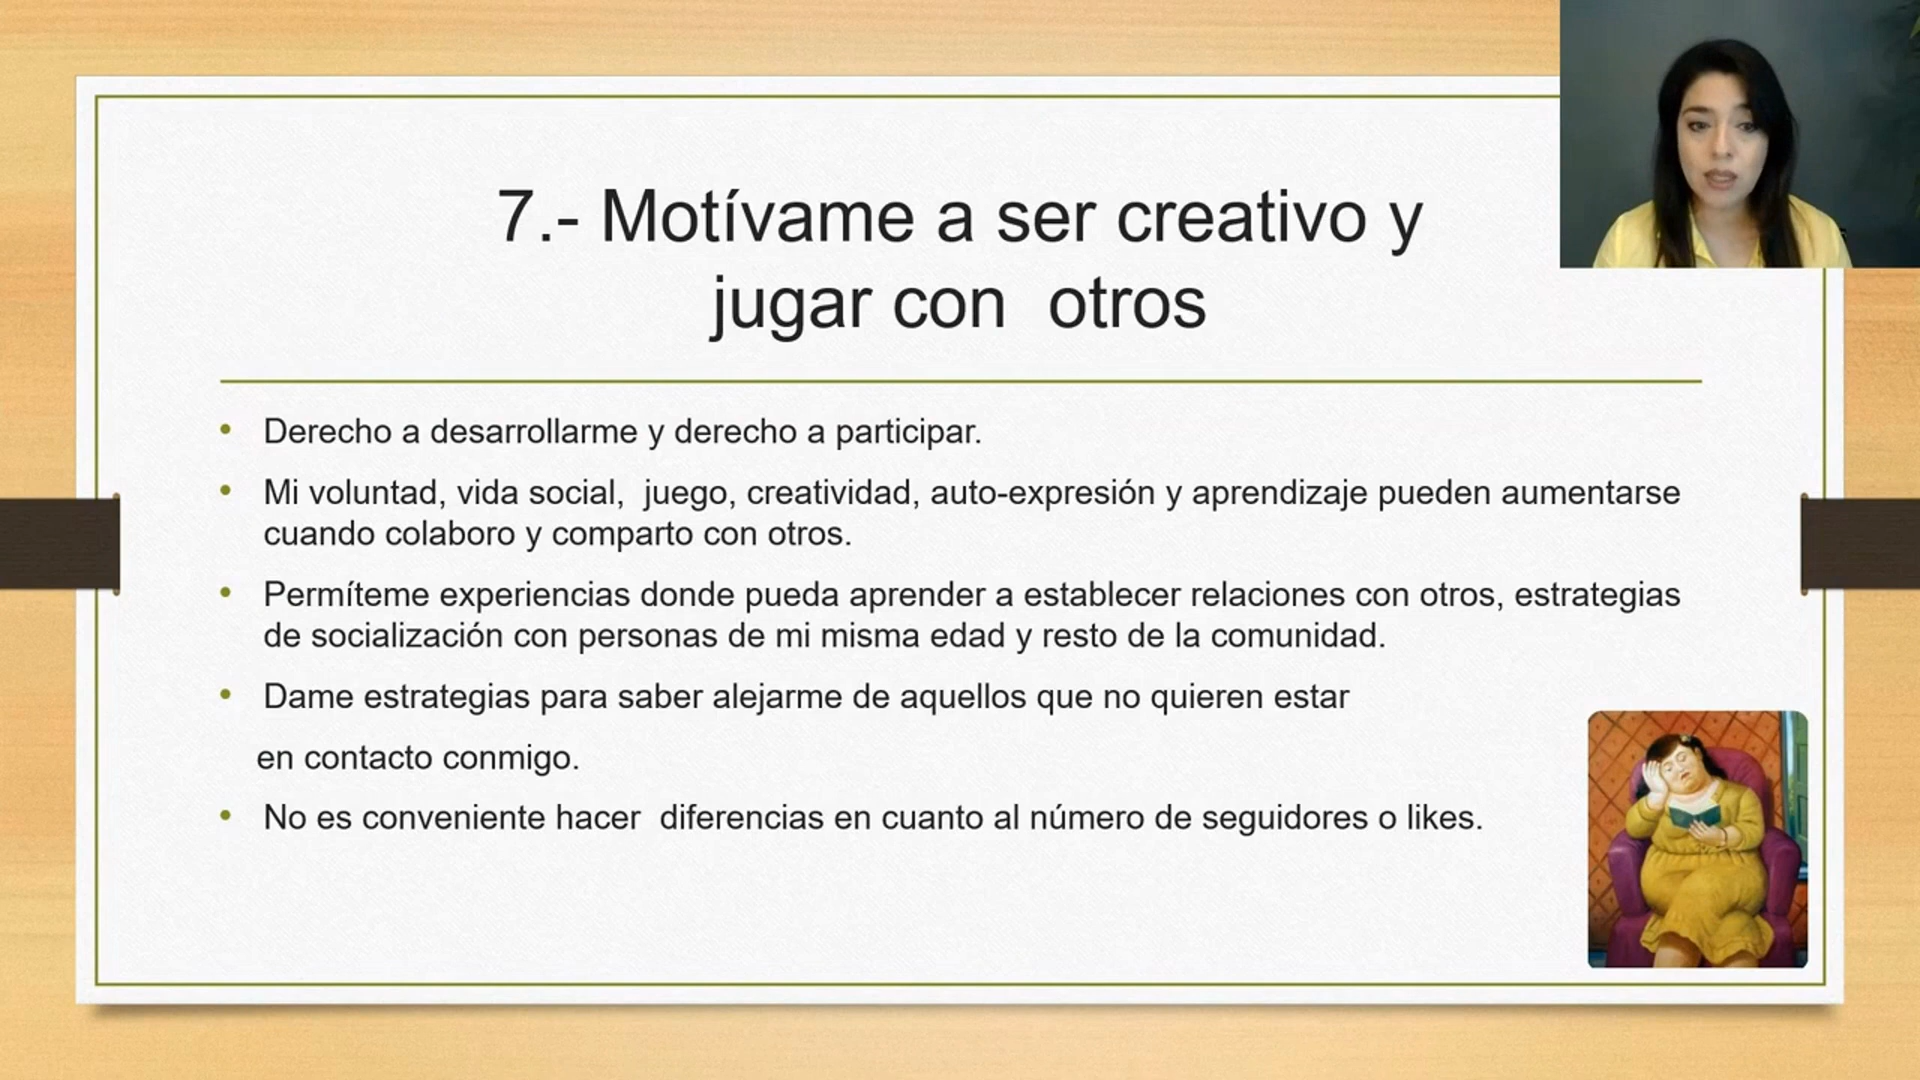 7.- Motívame a ser creativo y
jugar con  otros
• Derecho a desarrollarme y derecho a participar.
• Mi voluntad, vida social,  juego, creatividad, auto-expresión y aprendizaje pueden aumentarse
cuando colaboro y comparto con otros.
• Permíteme experiencias donde pueda aprender a establecer relaciones con otros, estrategias
de socialización con personas de mi misma edad y resto de la comunidad.
• Dame estrategias para saber alejarme de aquellos que no quieren estar
en contacto conmigo.
• No es conveniente hacer  diferencias en cuanto al número de seguidores o likes.